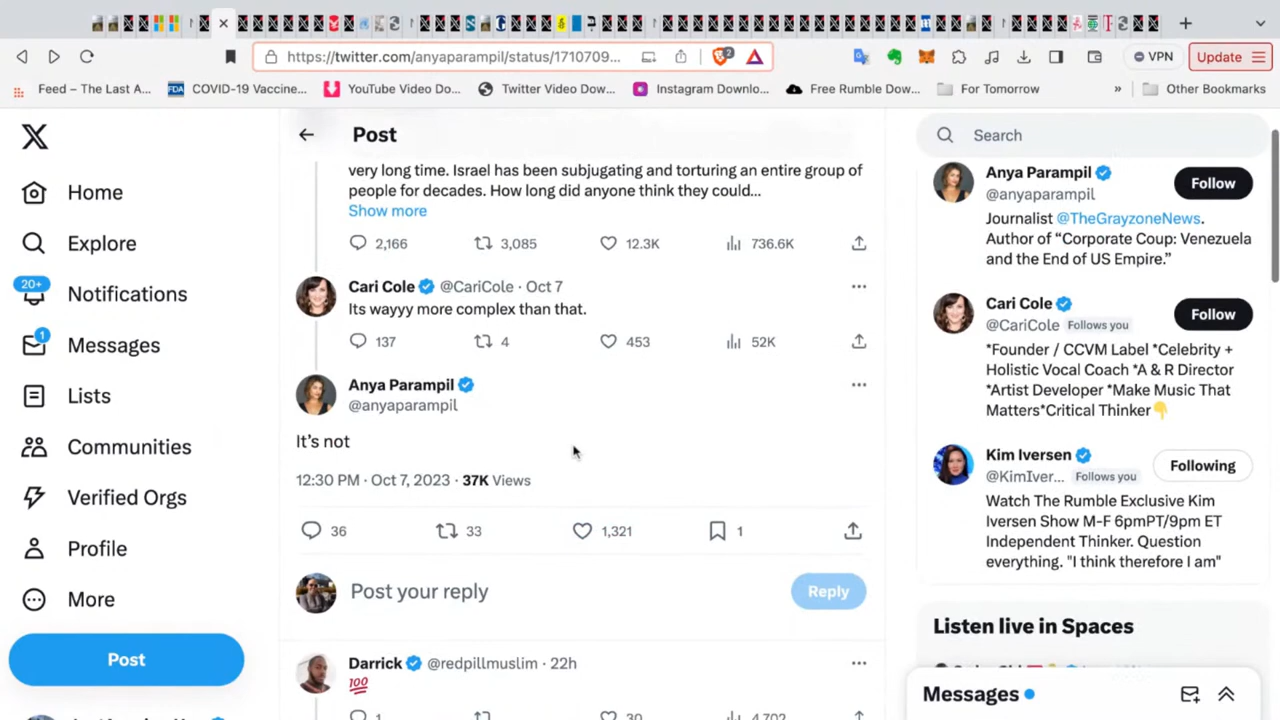 https://twitter.com/anyaparampil/status/1710709...
2
VPN
Update
Feed – The Last A...
COVID-19 Vaccine...
YouTube Video Do...
Twitter Video Dow...
Instagram Downlo...
Free Rumble Dow...
For Tomorrow
»
Other Bookmarks
Home
Explore
20+
Notifications
1
Messages
Lists
Communities
Verified Orgs
Profile
More
Post
Post
very long time. Israel has been subjugating and torturing an entire group of
people for decades. How long did anyone think they could...
Show more
2,166 3,085 12.3K 736.6K
Cari Cole @CariCole · Oct 7
Its wayyy more complex than that.
137 4 453 52K
Anya Parampil
@anyaparampil
It's not
12:30 PM · Oct 7, 2023 · 37K Views
36 33 1,321 1
Post your reply
Reply
Darrick @redpillmuslim · 22h
💯
1 30 4,702
Search
Anya Parampil
@anyaparampil
Follow
Journalist @TheGrayzoneNews.
Author of “Corporate Coup: Venezuela
and the End of US Empire.”
Cari Cole
@CariCole Follows you
Follow
*Founder / CCVM Label *Celebrity +
Holistic Vocal Coach *A & R Director
*Artist Developer *Make Music That
Matters*Critical Thinker👇
Kim Iversen
@KimIver... Follows you
Following
Watch The Rumble Exclusive Kim
Iversen Show M-F 6pmPT/9pm ET
Independent Thinker. Question
everything. "I think therefore I am"
Listen live in Spaces
Messages